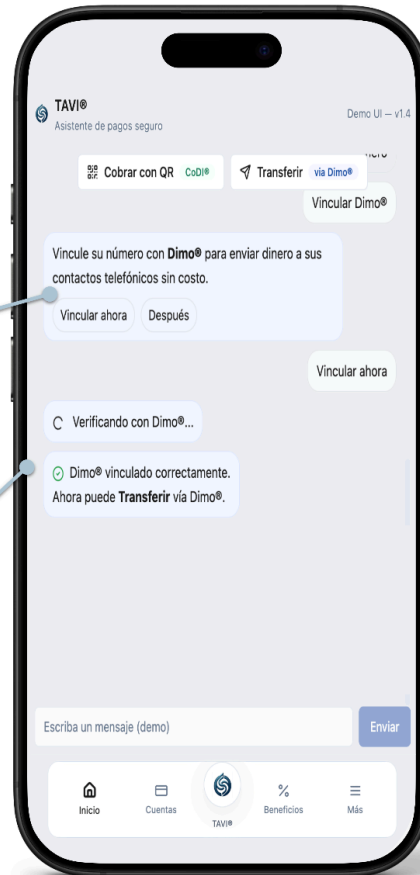 TAVI®
Asistente de pagos seguro
Demo UI — v1.4
Cobrar con QR CoDI®
Transferir via Dimo®
Vincular Dimo®
Vincule su número con Dimo® para enviar dinero a sus
contactos telefónicos sin costo.
Vincular ahora Después
Vincular ahora
Verificando con Dimo®...
Dimo® vinculado correctamente.
Ahora puede Transferir vía Dimo®.
Escriba un mensaje (demo)
Enviar
Inicio
Cuentas
TAVI®
Beneficios
Más